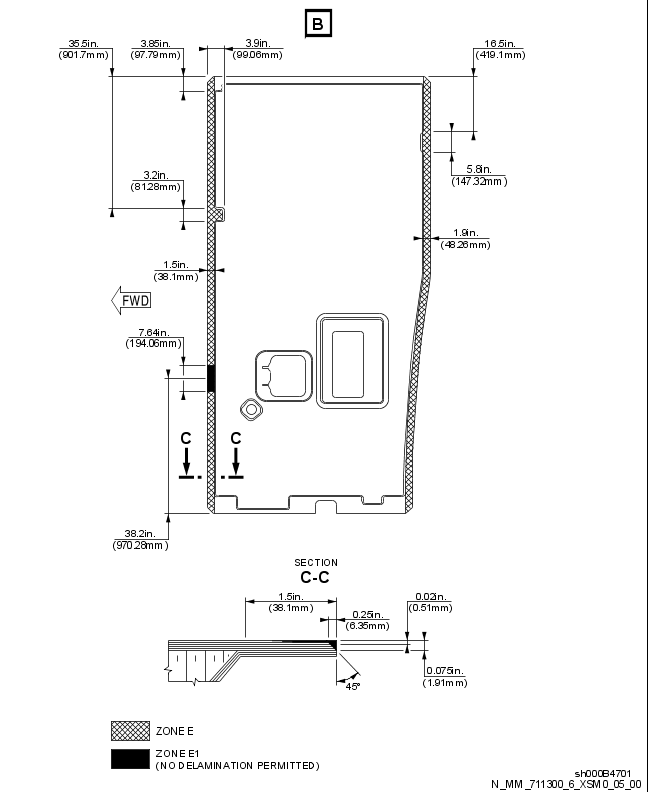 B
35.5in.
(901.7mm)
3.85in.
(97.79mm)
3.9in.
(99.06mm)
16.5in.
(419.1mm)
3.2in.
(81.28mm)
5.8in.
(147.32mm)
1.9in.
(48.26mm)
1.5in.
(38.1mm)
FWD
7.64in.
(194.06mm)
C
C
38.2in.
(970.28mm)
SECTION
C-C
1.5in.
(38.1mm)
0.25in.
(6.35mm)
0.02in.
(0.51mm)
0.075in.
(1.91mm)
45°
ZONE E
ZONE E1
(NO DELAMINATION PERMITTED)
sh000B4701
N_MM_711300_6_XSM0_05_00